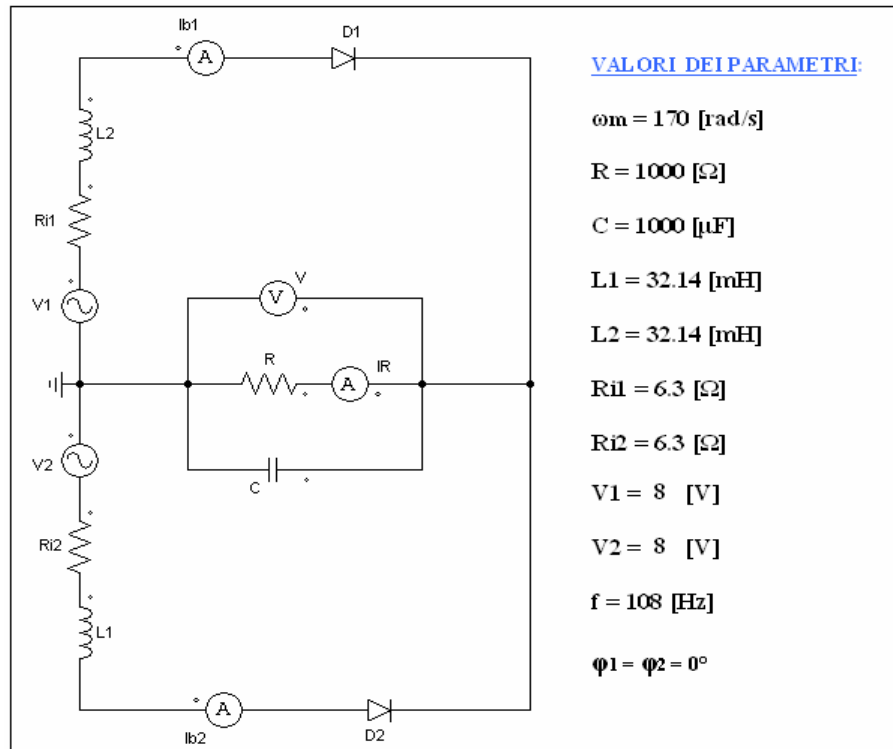 Ib1
A
D1
L2
Ri1
V1
V
V
R
IR
A
C
V2
Ri2
L1
A
Ib2
D2
VALORI DEI PARAMETRI:
ωm = 170 [rad/s]
R = 1000 [Ω]
C = 1000 [µF]
L1 = 32.14 [mH]
L2 = 32.14 [mH]
Ri1 = 6.3 [Ω]
Ri2 = 6.3 [Ω]
V1 = 8 [V]
V2 = 8 [V]
f = 108 [Hz]
φ1 = φ2 = 0°